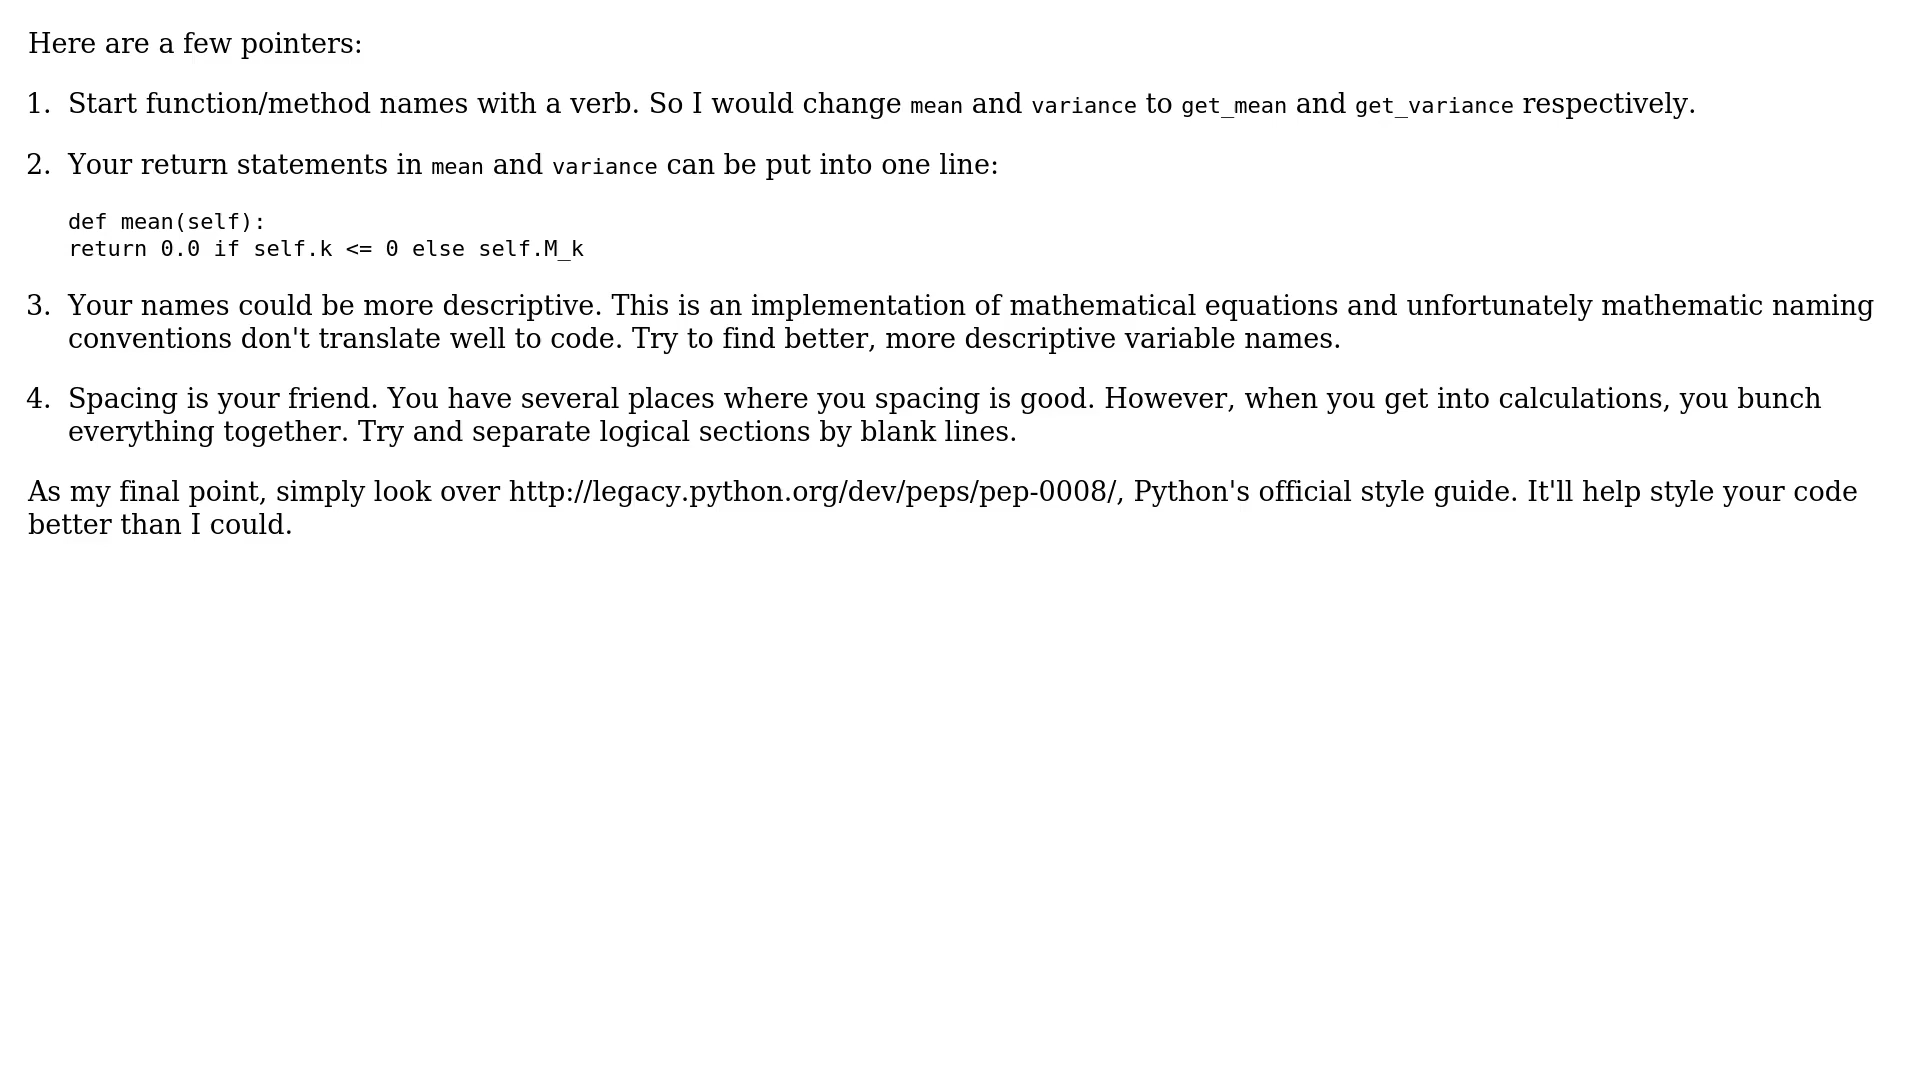 Here are a few pointers:
1. Start function/method names with a verb. So I would change mean and variance to get_mean and get_variance respectively.
2. Your return statements in mean and variance can be put into one line:
def mean(self):
return 0.0 if self.k <= 0 else self.M_k
3. Your names could be more descriptive. This is an implementation of mathematical equations and unfortunately mathematic naming
conventions don't translate well to code. Try to find better, more descriptive variable names.
4. Spacing is your friend. You have several places where you spacing is good. However, when you get into calculations, you bunch
everything together. Try and separate logical sections by blank lines.
As my final point, simply look over http://legacy.python.org/dev/peps/pep-0008/, Python's official style guide. It'll help style your code
better than I could.